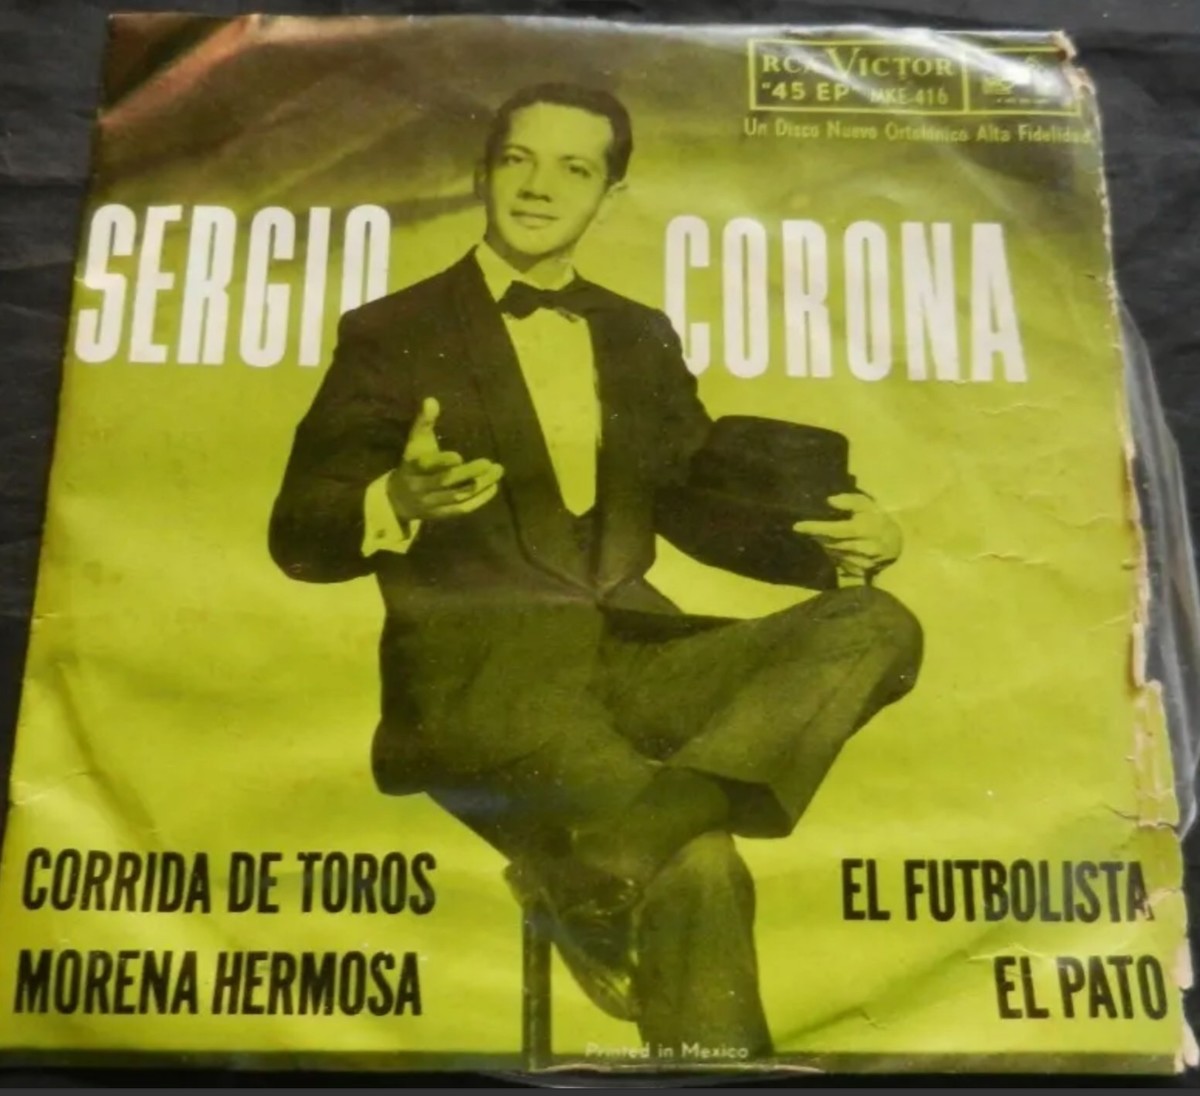 RCA VICTOR
"45 EP" MKE-416
Un Disco Nuevo Ortofónico Alta Fidelidad
SERGIO CORONA
CORRIDA DE TOROS
MORENA HERMOSA
EL FUTBOLISTA
EL PATO
Printed in Mexico